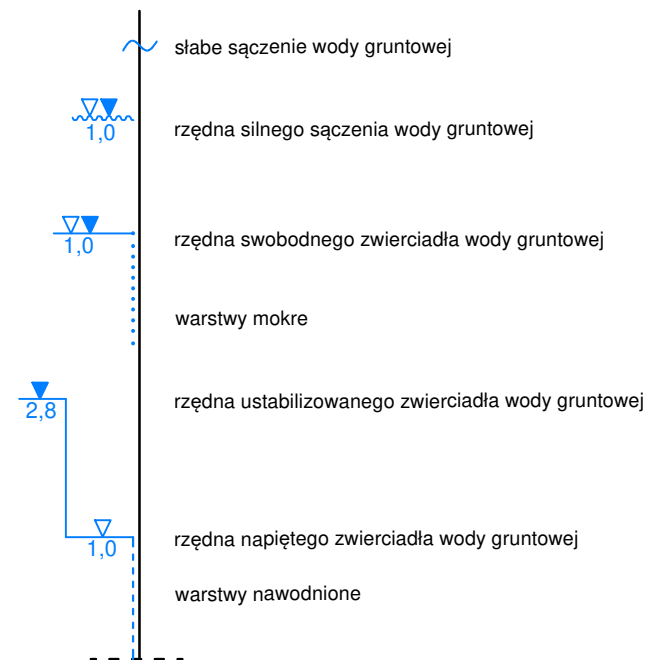 słabe sączenie wody gruntowej
1,0
rzędna silnego sączenia wody gruntowej
1,0
rzędna swobodnego zwierciadła wody gruntowej
warstwy mokre
2,8
rzędna ustabilizowanego zwierciadła wody gruntowej
1,0
rzędna napiętego zwierciadła wody gruntowej
warstwy nawodnione